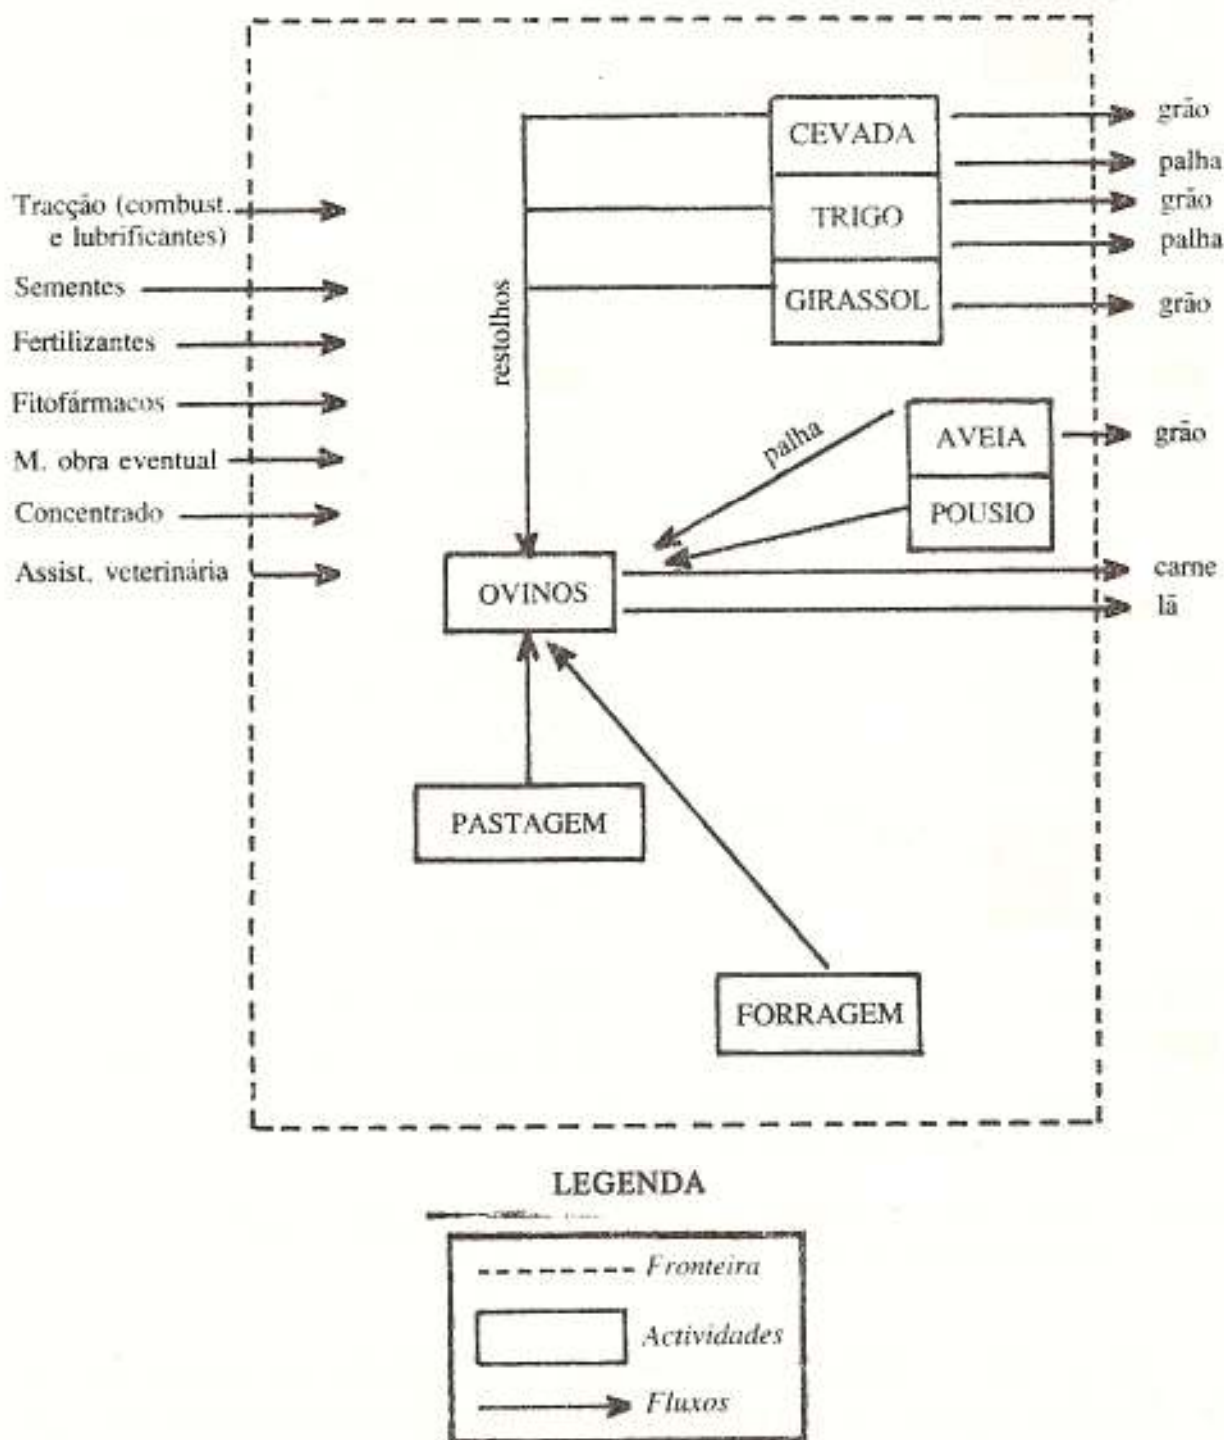 CEVADA
TRIGO
GIRASSOL
grão
palha
grão
palha
grão
Tracção (combust.
e lubrificantes)
Sementes
Fertilizantes
Fitofármacos
M. obra eventual
Concentrado
Assist. veterinária
restolhos
palha
AVEIA
POUSIO
grão
OVINOS
carne
lã
PASTAGEM
FORRAGEM
LEGENDA
Fronteira
Actividades
Fluxos